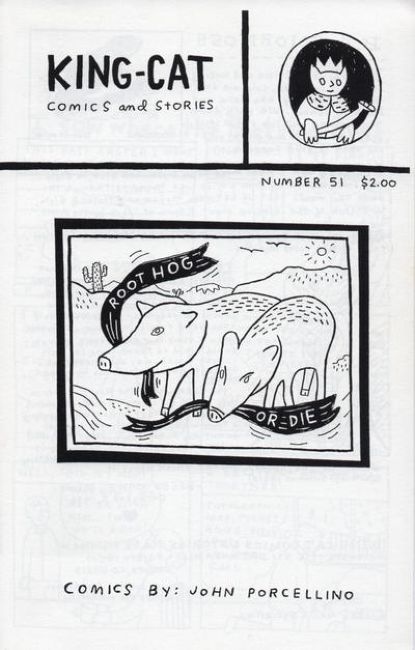 KING-CAT
COMICS and STORIES
NUMBER 51 $2.00
ROOT HOG
OR DIE
COMICS BY: JOHN PORCELLINO